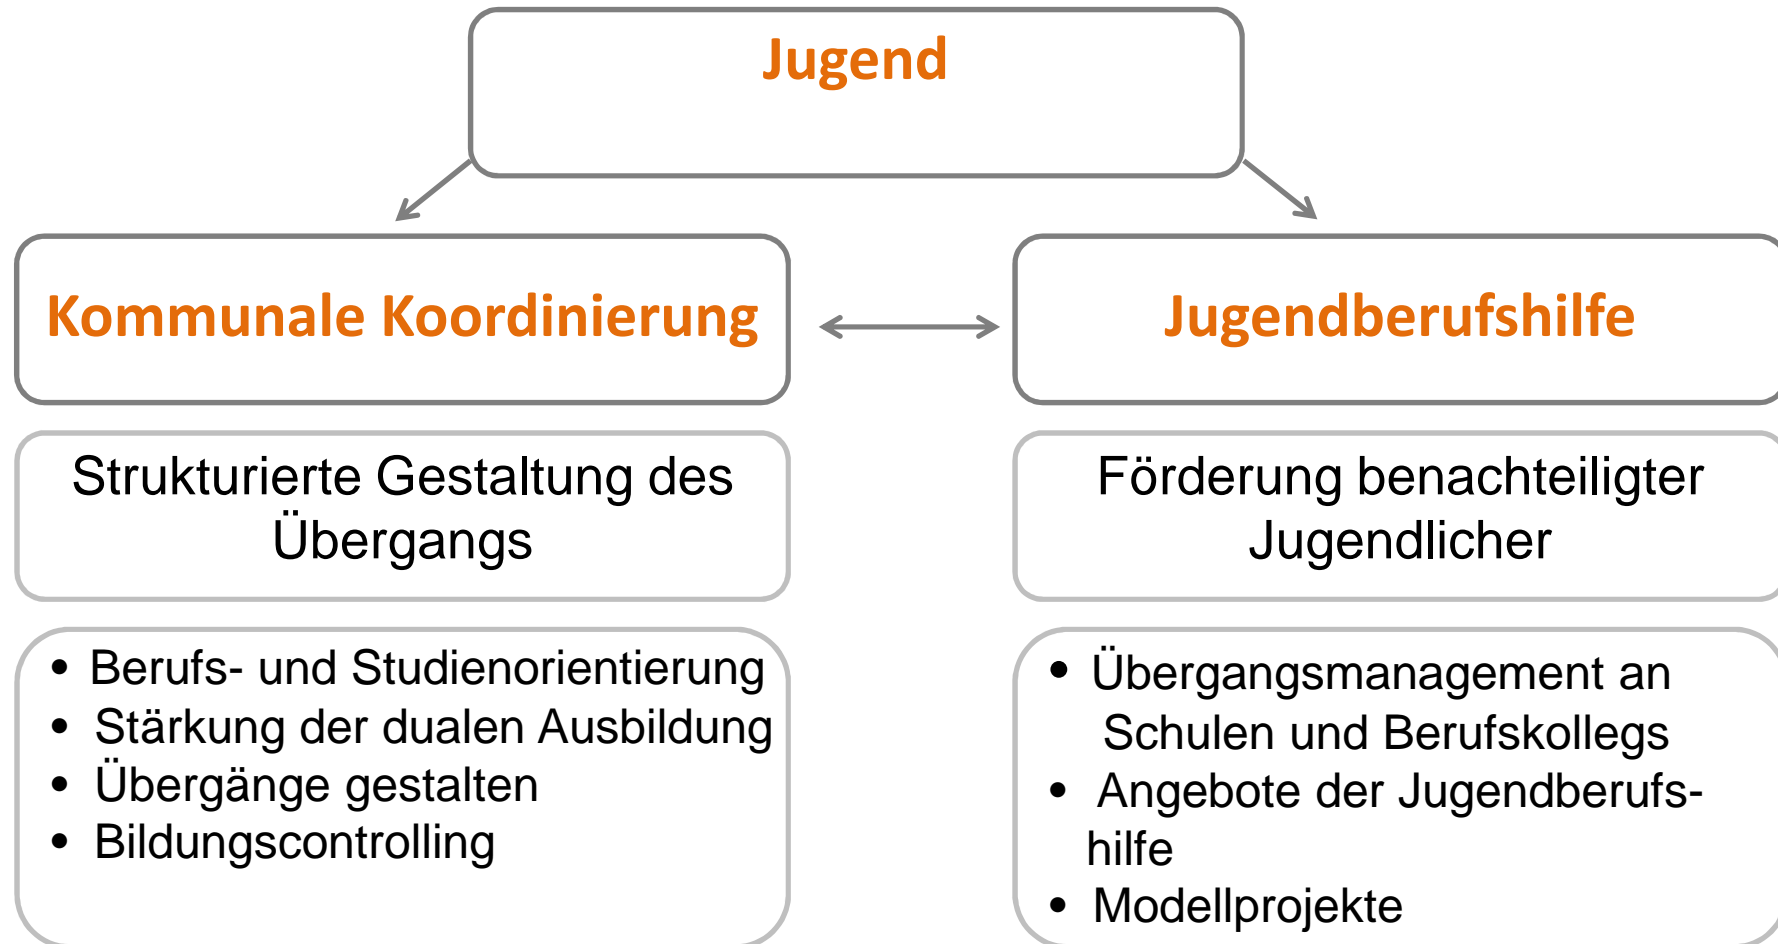 Jugend
Kommunale Koordinierung
Strukturierte Gestaltung des
Übergangs
• Berufs- und Studienorientierung
• Stärkung der dualen Ausbildung
• Übergänge gestalten
• Bildungscontrolling
Jugendberufshilfe
Förderung benachteiligter
Jugendlicher
• Übergangsmanagement an
Schulen und Berufskollegs
• Angebote der Jugendberufs-
hilfe
• Modellprojekte